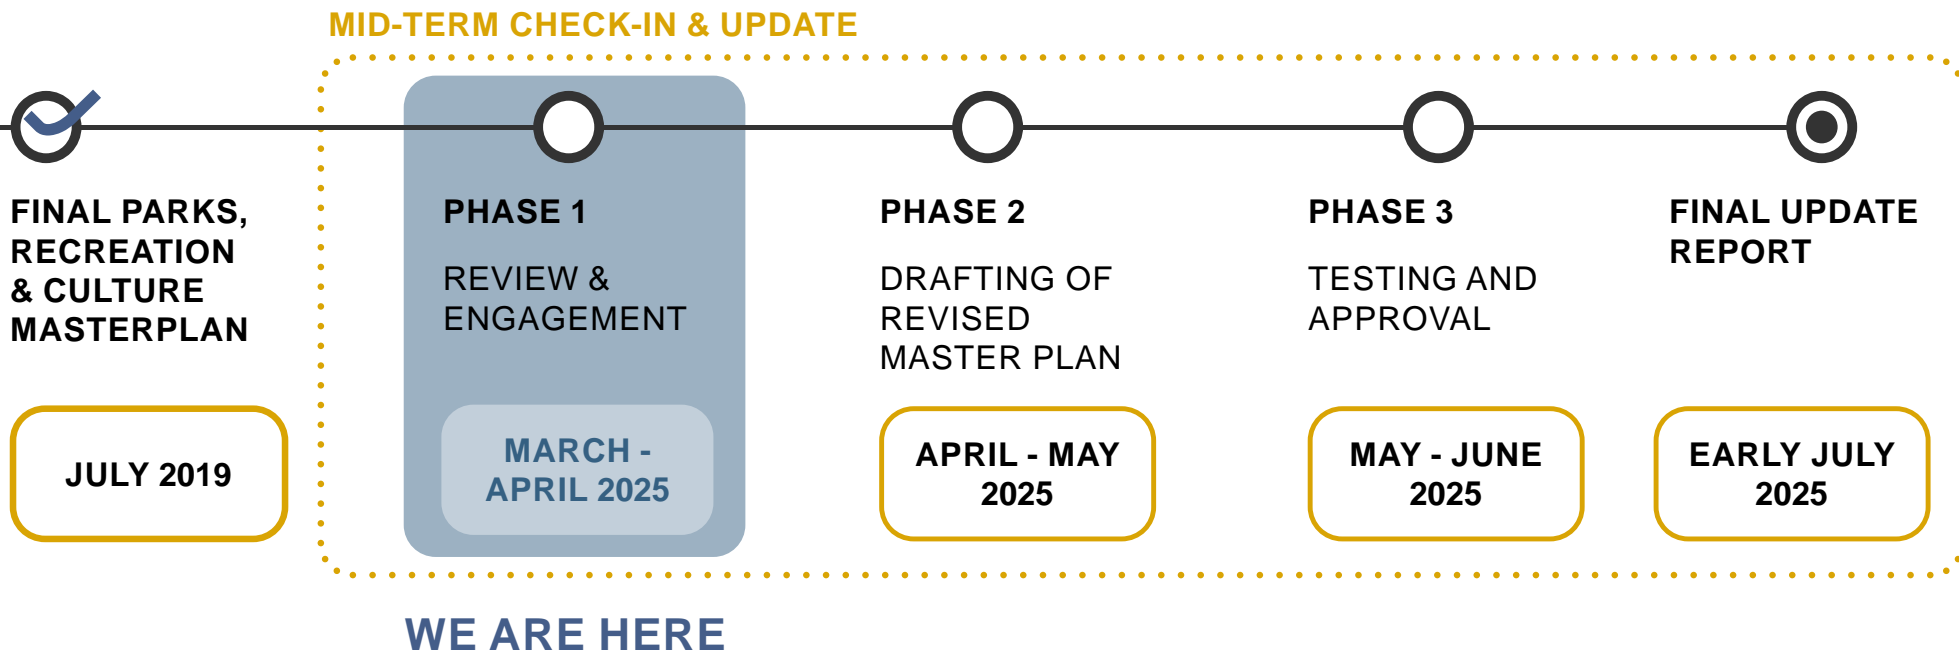 MID-TERM CHECK-IN & UPDATE
FINAL PARKS,
RECREATION
& CULTURE
MASTERPLAN
JULY 2019
PHASE 1
REVIEW &
ENGAGEMENT
MARCH -
APRIL 2025
PHASE 2
DRAFTING OF
REVISED
MASTER PLAN
APRIL - MAY
2025
PHASE 3
TESTING AND
APPROVAL
MAY - JUNE
2025
FINAL UPDATE
REPORT
EARLY JULY
2025
WE ARE HERE